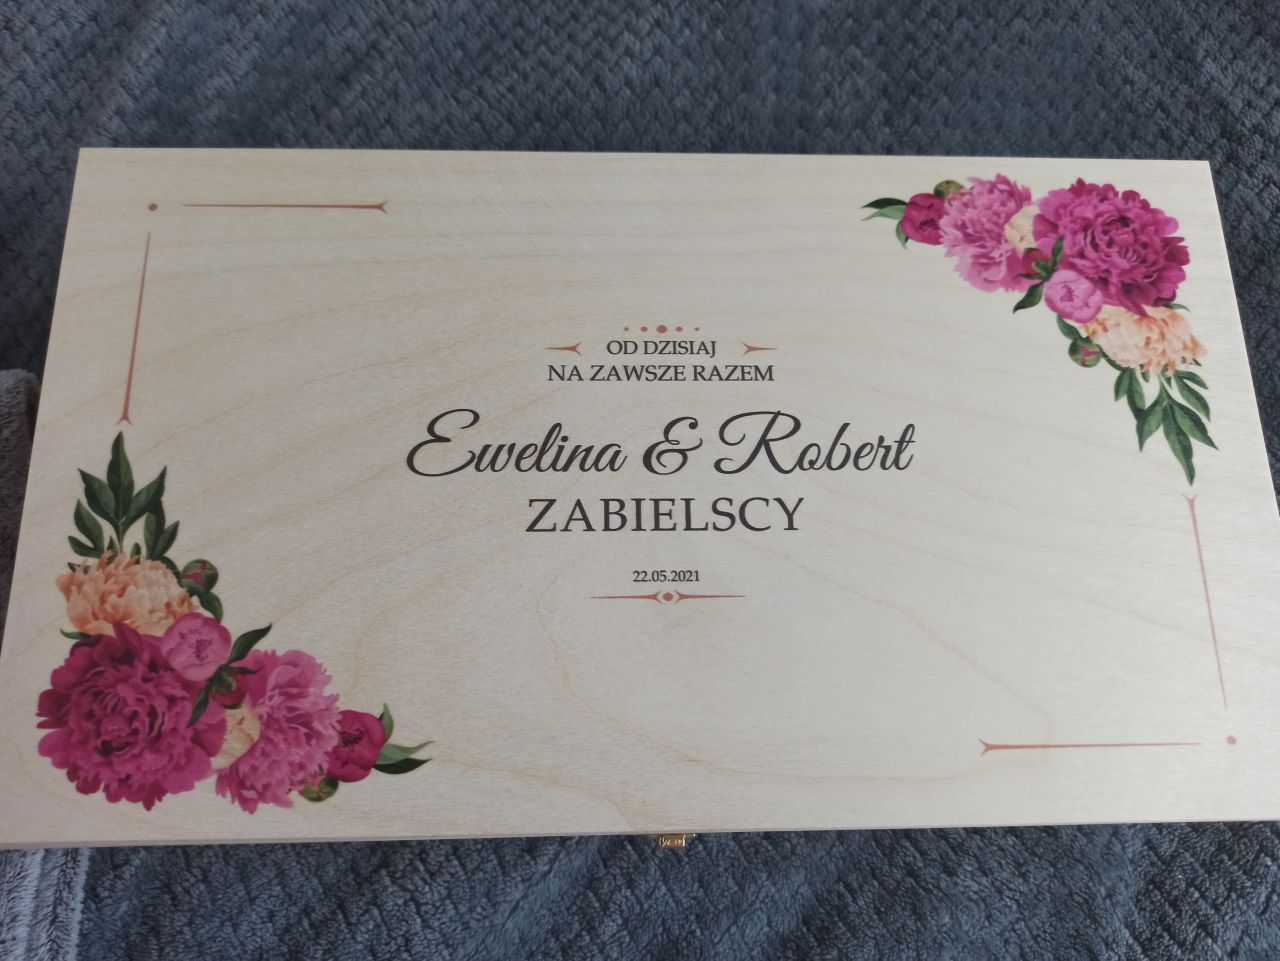 OD DZISIAJ
NA ZAWSZE RAZEM
Ewelina & Robert
ZABIELSCY
22.05.2021